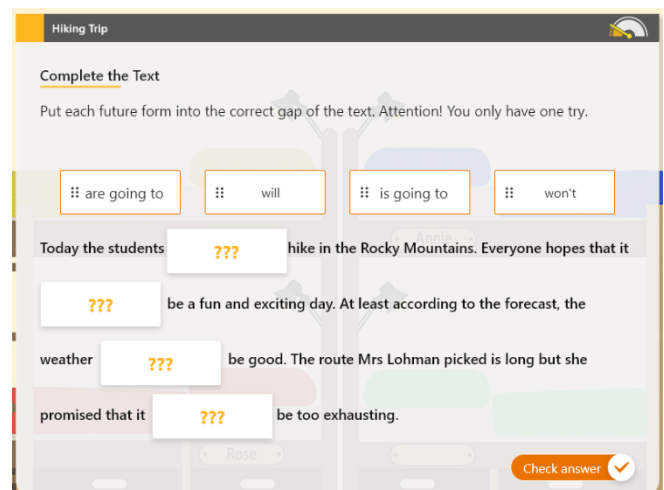 Hiking Trip
Complete the Text
Put each future form into the correct gap of the text. Attention! You only have one try.
are going to will is going to won't
Annie
Today the students ??? hike in the Rocky Mountains. Everyone hopes that it
??? be a fun and exciting day. At least according to the forecast, the
weather ??? be good. The route Mrs Lohman picked is long but she
promised that it ??? be too exhausting.
Rose
Check answer